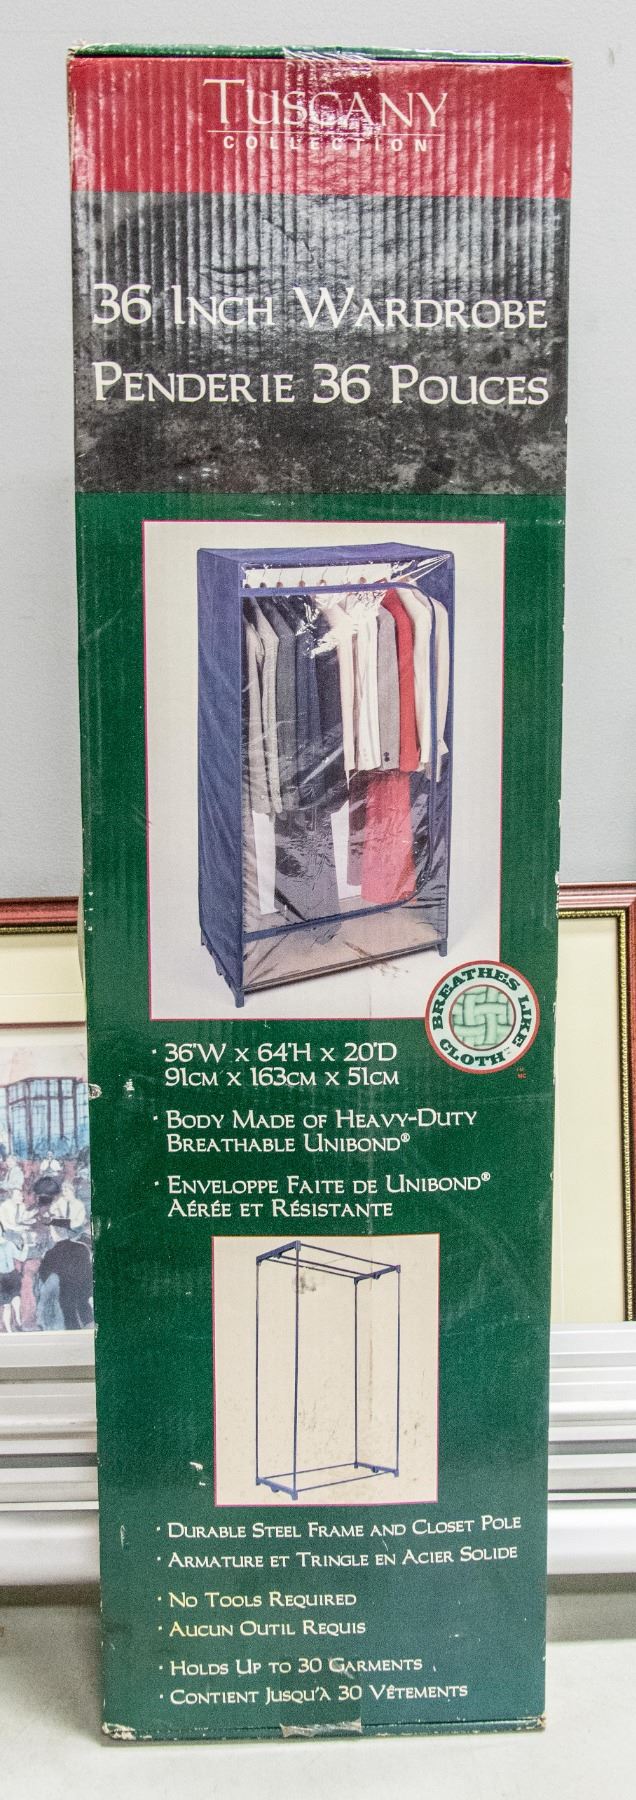 TUSCANY
COLLECTION
36 INCH WARDROBE
PENDERIE 36 POUCES
BREATHES LIKE
CLOTH™
MC
· 36"W x 64"H x 20"D
91CM x 163CM x 51CM
· BODY MADE OF HEAVY-DUTY
BREATHABLE UNIBOND®
· ENVELOPPE FAITE DE UNIBOND®
AÉRÉE ET RÉSISTANTE
· DURABLE STEEL FRAME AND CLOSET POLE
· ARMATURE ET TRINGLE EN ACIER SOLIDE
· NO TOOLS REQUIRED
· AUCUN OUTIL REQUIS
· HOLDS UP TO 30 GARMENTS
· CONTIENT JUSQU'À 30 VÊTEMENTS